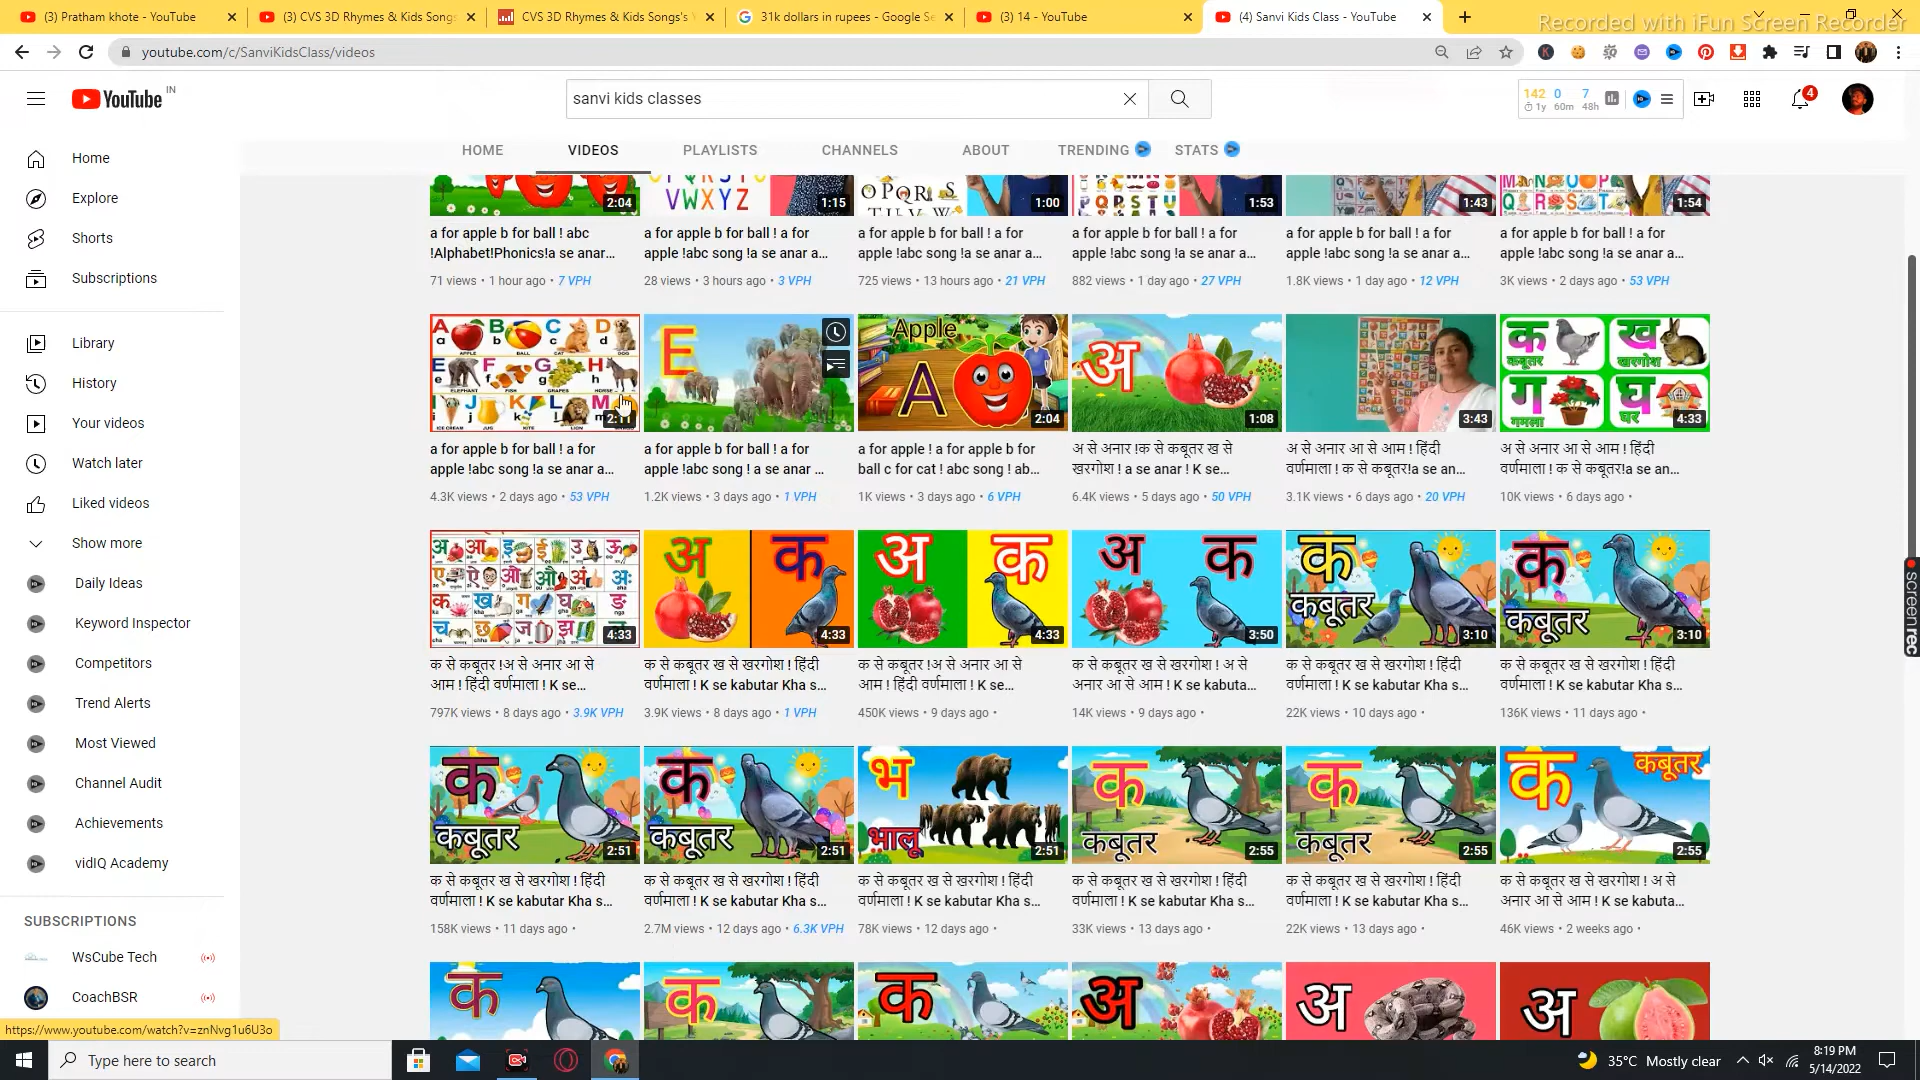 (3) Pratham khote - YouTube
(3) CVS 3D Rhymes & Kids Songs
CVS 3D Rhymes & Kids Songs's
31k dollars in rupees - Google Se
(3) 14 - YouTube
(4) Sanvi Kids Class - YouTube
Recorded with iFun Screen Recorder
youtube.com/c/SanviKidsClass/videos
YouTube IN
sanvi kids classes
142 0 7
1y 60m 48h
4
HOME VIDEOS PLAYLISTS CHANNELS ABOUT TRENDING STATS
Home
Explore
Shorts
Subscriptions
Library
History
Your videos
Watch later
Liked videos
Show more
Daily Ideas
Keyword Inspector
Competitors
Trend Alerts
Most Viewed
Channel Audit
Achievements
vidIQ Academy
SUBSCRIPTIONS
WsCube Tech
CoachBSR
VWXYZ
2:04 1:15 1:00 1:53 1:43 1:54
a for apple b for ball ! abc
!Alphabet!Phonics!a se anar...
71 views • 1 hour ago • 7 VPH
a for apple b for ball ! a for
apple !abc song !a se anar a...
28 views • 3 hours ago • 3 VPH
a for apple b for ball ! a for
apple !abc song !a se anar a...
725 views • 13 hours ago • 21 VPH
a for apple b for ball ! a for
apple !abc song !a se anar a...
882 views • 1 day ago • 27 VPH
a for apple b for ball ! a for
apple !abc song !a se anar a...
1.8K views • 1 day ago • 12 VPH
a for apple b for ball ! a for
apple !abc song !a se anar a...
3K views • 2 days ago • 53 VPH
2:11
a for apple b for ball ! a for
apple !abc song !a se anar a...
4.3K views • 2 days ago • 53 VPH
E
a for apple b for ball ! a for
apple !abc song ! a se anar ...
1.2K views • 3 days ago • 1 VPH
Apple
A
2:04
a for apple ! a for apple b for
ball c for cat ! abc song ! ab...
1K views • 3 days ago • 6 VPH
अ
1:08
अ से अनार !क से कबूतर ख से
खरगोश ! a se anar ! K se...
6.4K views • 5 days ago • 50 VPH
3:43
अ से अनार आ से आम ! हिंदी
वर्णमाला ! क से कबूतर!a se an...
3.1K views • 6 days ago • 20 VPH
क ख
कबूतर खरगोश
ग घ
गमला घर
4:33
अ से अनार आ से आम ! हिंदी
वर्णमाला ! क से कबूतर!a se an...
10K views • 6 days ago •
4:33
क से कबूतर !अ से अनार आ से
आम ! हिंदी वर्णमाला ! K se...
797K views • 8 days ago • 3.9K VPH
अ क
4:33
क से कबूतर ख से खरगोश ! हिंदी
वर्णमाला ! K se kabutar Kha s...
3.9K views • 8 days ago • 1 VPH
अ क
4:33
क से कबूतर !अ से अनार आ से
आम ! हिंदी वर्णमाला ! K se...
450K views • 9 days ago •
अ क
3:50
क से कबूतर ख से खरगोश ! अ से
अनार आ से आम ! K se kabuta...
14K views • 9 days ago •
क
कबूतर
3:10
क से कबूतर ख से खरगोश ! हिंदी
वर्णमाला ! K se kabutar Kha s...
22K views • 10 days ago •
क
कबूतर
3:10
क से कबूतर ख से खरगोश ! हिंदी
वर्णमाला ! K se kabutar Kha s...
136K views • 11 days ago •
क
कबूतर
2:51
क से कबूतर ख से खरगोश ! हिंदी
वर्णमाला ! K se kabutar Kha s...
158K views • 11 days ago •
क
कबूतर
2:51
क से कबूतर ख से खरगोश ! हिंदी
वर्णमाला ! K se kabutar Kha s...
2.7M views • 12 days ago • 6.3K VPH
भ
भालू
2:51
क से कबूतर ख से खरगोश ! हिंदी
वर्णमाला ! K se kabutar Kha s...
78K views • 12 days ago •
क
कबूतर
2:55
क से कबूतर ख से खरगोश ! हिंदी
वर्णमाला ! K se kabutar Kha s...
33K views • 13 days ago •
क
कबूतर
2:55
क से कबूतर ख से खरगोश ! हिंदी
वर्णमाला ! K se kabutar Kha s...
22K views • 13 days ago •
क
कबूतर
2:55
क से कबूतर ख से खरगोश ! अ से
अनार आ से आम ! K se kabuta...
46K views • 2 weeks ago •
क
क
क
अ
अ
अ
screenrec
https://www.youtube.com/watch?v=znNvg1u6U3o
Type here to search
35°C Mostly clear
8:19 PM
5/14/2022